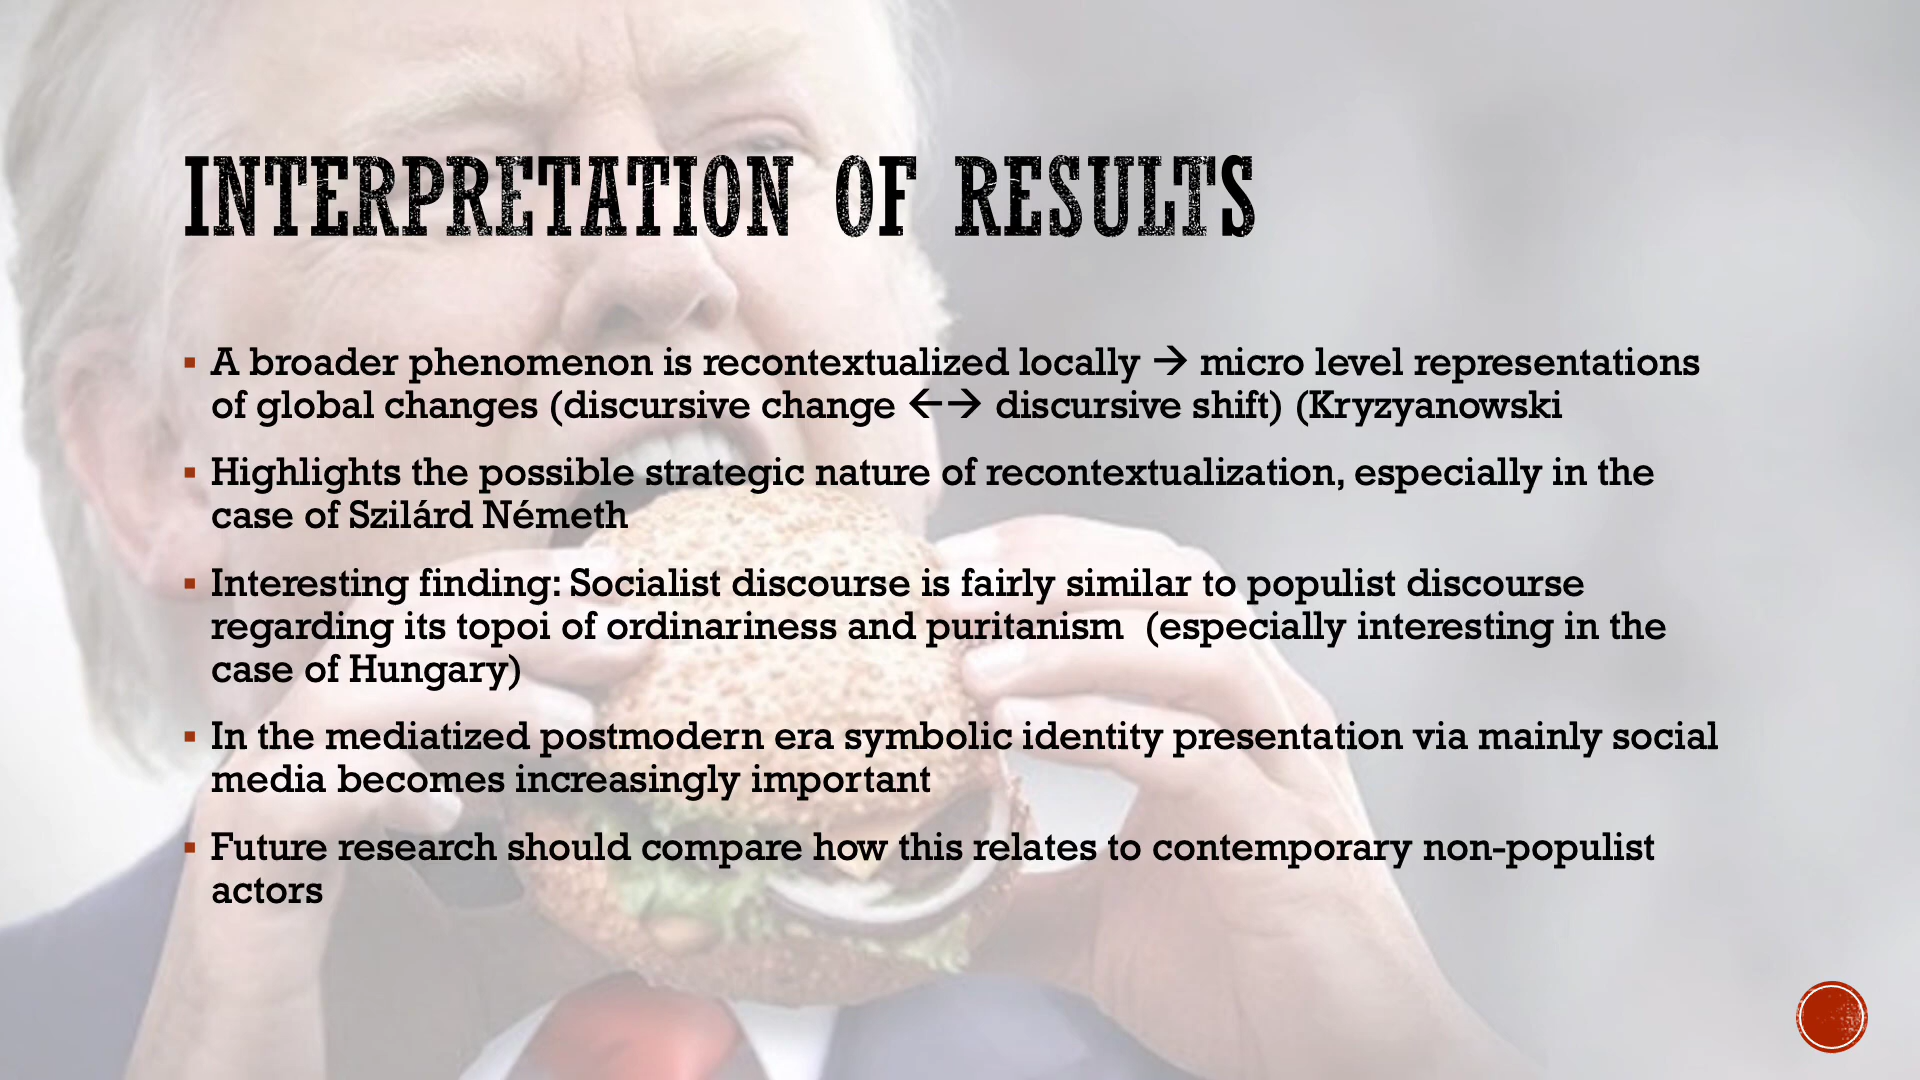 INTERPRETATION OF RESULTS
▪ A broader phenomenon is recontextualized locally → micro level representations
of global changes (discursive change ←→ discursive shift) (Kryzyanowski
▪ Highlights the possible strategic nature of recontextualization, especially in the
case of Szilárd Németh
▪ Interesting finding: Socialist discourse is fairly similar to populist discourse
regarding its topoi of ordinariness and puritanism (especially interesting in the
case of Hungary)
▪ In the mediatized postmodern era symbolic identity presentation via mainly social
media becomes increasingly important
▪ Future research should compare how this relates to contemporary non-populist
actors